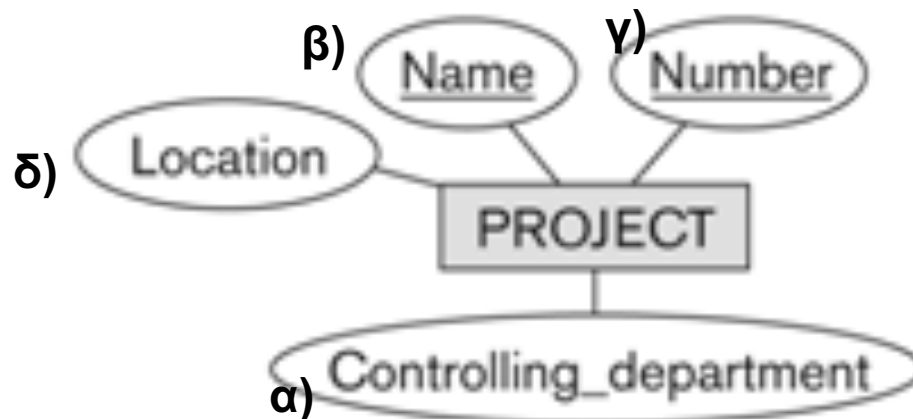 β) Name
γ) Number
δ) Location
PROJECT
α) Controlling_department